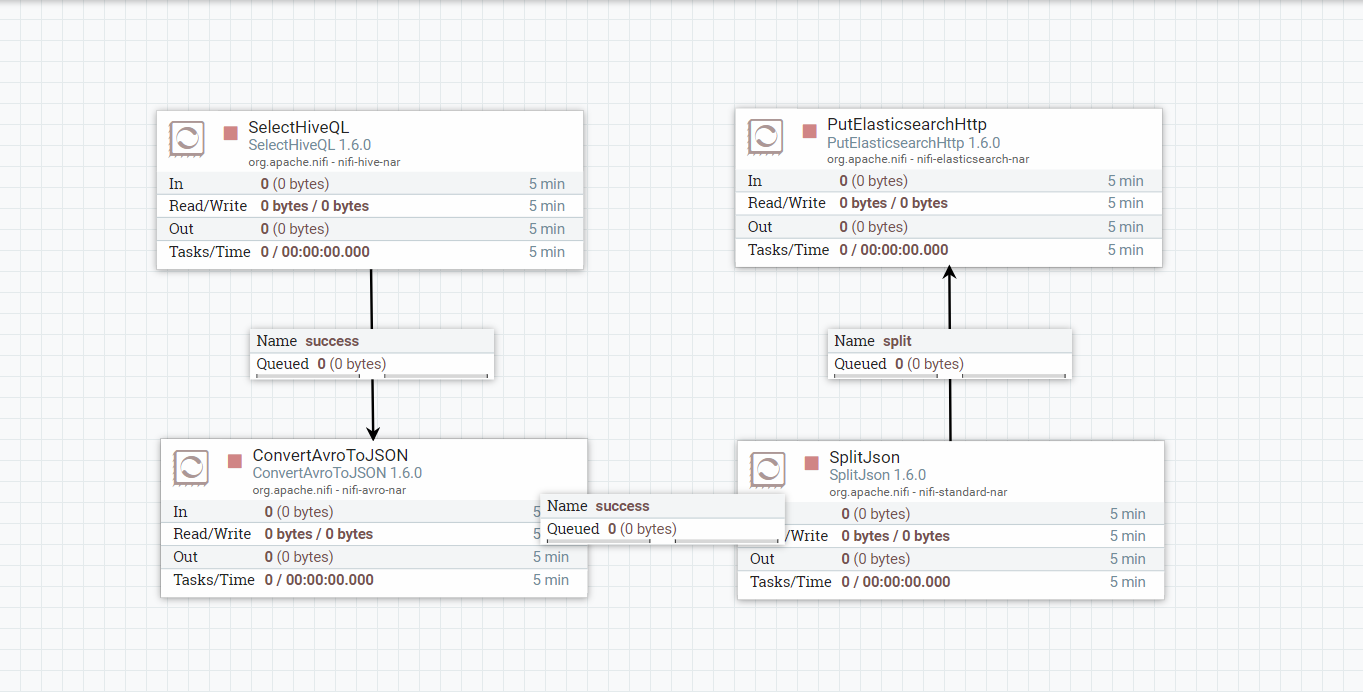 SelectHiveQL
SelectHiveQL 1.6.0
org.apache.nifi - nifi-hive-nar
In 0 (0 bytes) 5 min
Read/Write 0 bytes / 0 bytes 5 min
Out 0 (0 bytes) 5 min
Tasks/Time 0 / 00:00:00.000 5 min
Name success
Queued 0 (0 bytes)
ConvertAvroToJSON
ConvertAvroToJSON 1.6.0
org.apache.nifi - nifi-avro-nar
In 0 (0 bytes) 5
Read/Write 0 bytes / 0 bytes 5
Out 0 (0 bytes) 5 min
Tasks/Time 0 / 00:00:00.000 5 min
Name success
Queued 0 (0 bytes)
SplitJson
SplitJson 1.6.0
org.apache.nifi - nifi-standard-nar
0 (0 bytes) 5 min
/Write 0 bytes / 0 bytes 5 min
Out 0 (0 bytes) 5 min
Tasks/Time 0 / 00:00:00.000 5 min
Name split
Queued 0 (0 bytes)
PutElasticsearchHttp
PutElasticsearchHttp 1.6.0
org.apache.nifi - nifi-elasticsearch-nar
In 0 (0 bytes) 5 min
Read/Write 0 bytes / 0 bytes 5 min
Out 0 (0 bytes) 5 min
Tasks/Time 0 / 00:00:00.000 5 min